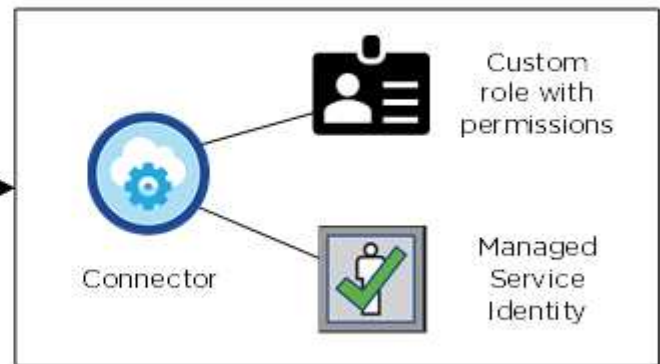 Custom
role with
permissions
Connector
Managed
Service
Identity